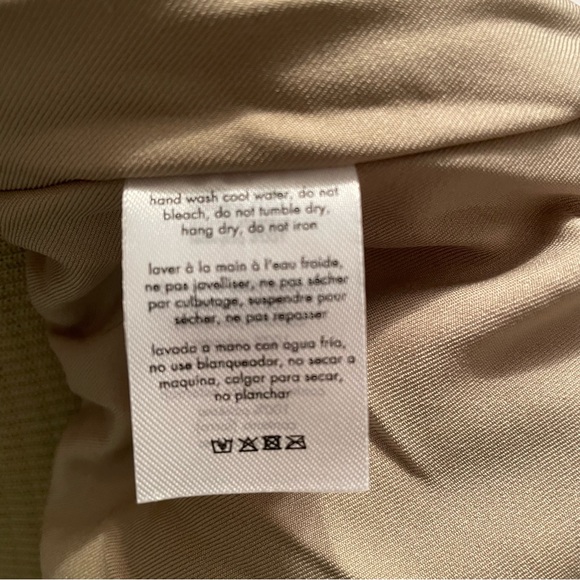 hand wash cool water, do not
bleach, do not tumble dry,
hang dry, do not iron
laver à la main à l'eau froide,
ne pas javelliser, ne pas sécher
par culbutage, suspendre pour
sécher, ne pas repasser
lavado a mano con agua fría,
no use blanqueador, no secar a
maquina, colgar para secar,
no planchar